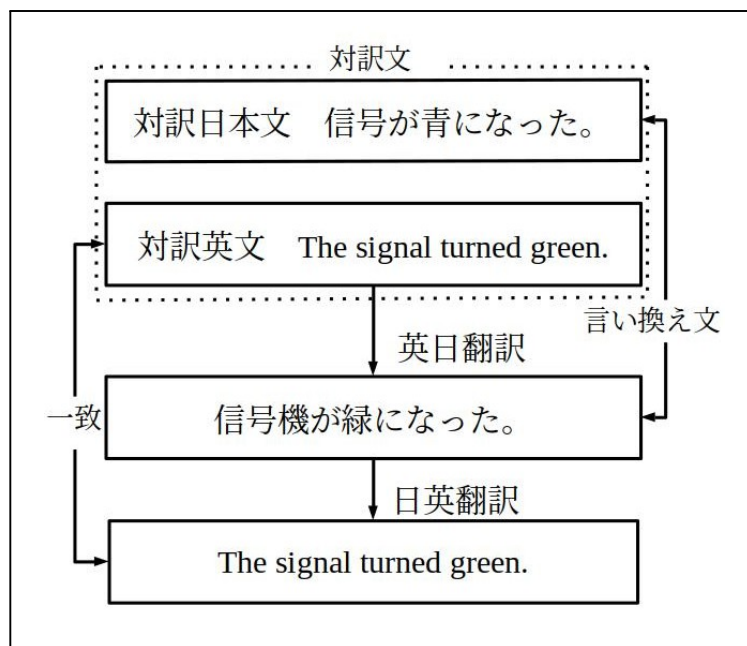 対訳文
対訳日本文　信号が青になった。
対訳英文　The signal turned green.
言い換え文
英日翻訳
一致
信号機が緑になった。
日英翻訳
The signal turned green.